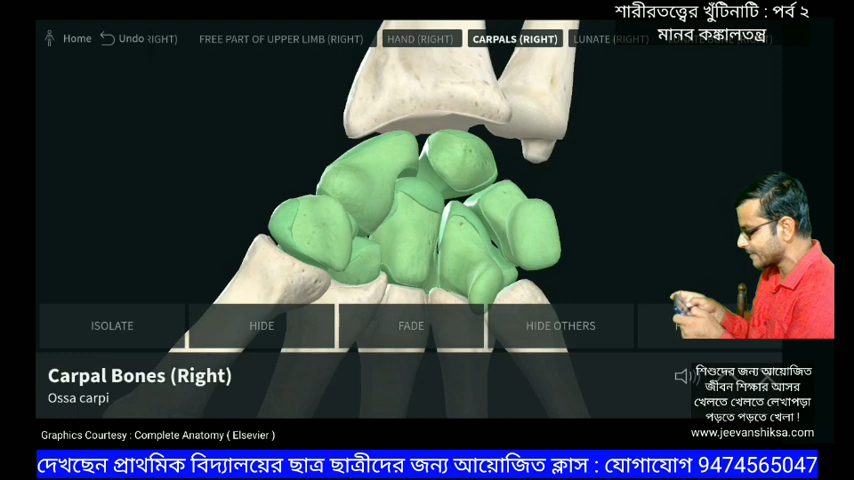 শারীরতত্ত্বের খুঁটিনাটি : পর্ব ২
মানব কঙ্কালতন্ত্র
Home Undo RIGHT) FREE PART OF UPPER LIMB (RIGHT) HAND (RIGHT) CARPALS (RIGHT) LUNATE (RIGHT)
ISOLATE HIDE FADE HIDE OTHERS
Carpal Bones (Right)
Ossa carpi
শিশুদের জন্য আয়োজিত
জীবন শিক্ষার আসর
খেলতে খেলতে লেখাপড়া
পড়তে পড়তে খেলা !
www.jeevanshiksa.com
Graphics Courtesy : Complete Anatomy ( Elsevier )
দেখছেন প্রাথমিক বিদ্যালয়ের ছাত্র ছাত্রীদের জন্য আয়োজিত ক্লাস : যোগাযোগ 9474565047